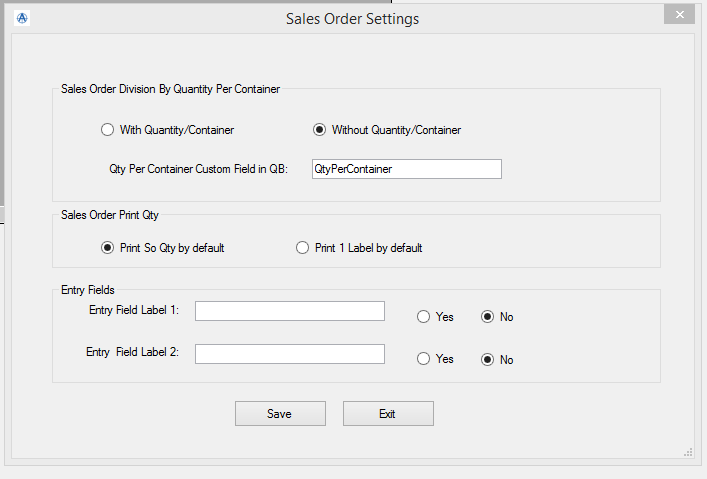 Sales Order Settings
Sales Order Division By Quantity Per Container
With Quantity/Container Without Quantity/Container
Qty Per Container Custom Field in QB: QtyPerContainer
Sales Order Print Qty
Print So Qty by default Print 1 Label by default
Entry Fields
Entry Field Label 1: Yes No
Entry Field Label 2: Yes No
Save Exit